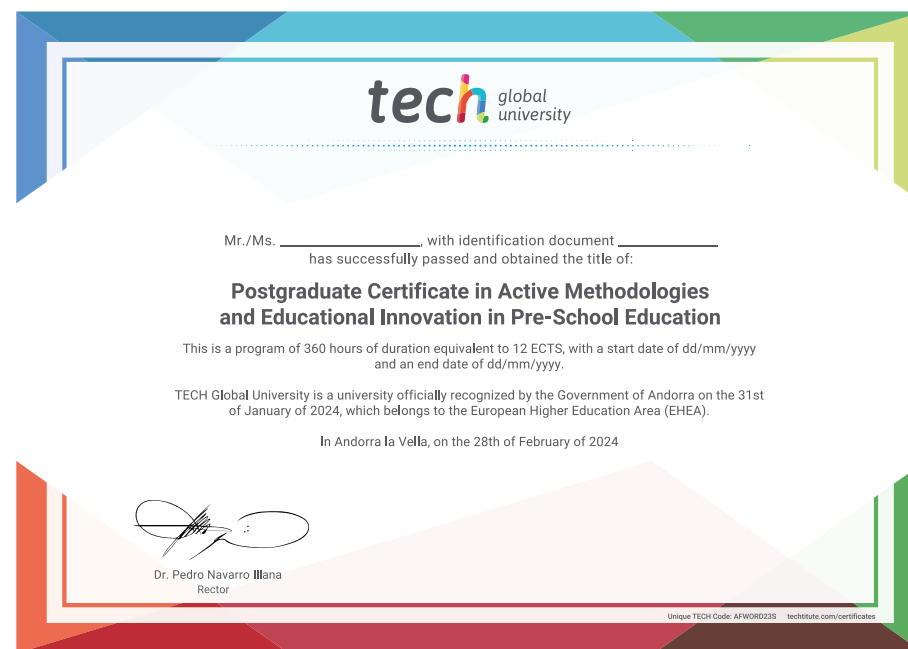 tech global university
Mr./Ms. ____________, with identification document ____________
has successfully passed and obtained the title of:
Postgraduate Certificate in Active Methodologies
and Educational Innovation in Pre-School Education
This is a program of 360 hours of duration equivalent to 12 ECTS, with a start date of dd/mm/yyyy
and an end date of dd/mm/yyyy.
TECH Global University is a university officially recognized by the Government of Andorra on the 31st
of January of 2024, which belongs to the European Higher Education Area (EHEA).
In Andorra la Vella, on the 28th of February of 2024
Dr. Pedro Navarro Illana
Rector
Unique TECH Code: AFWORD23S techtitute.com/certificates